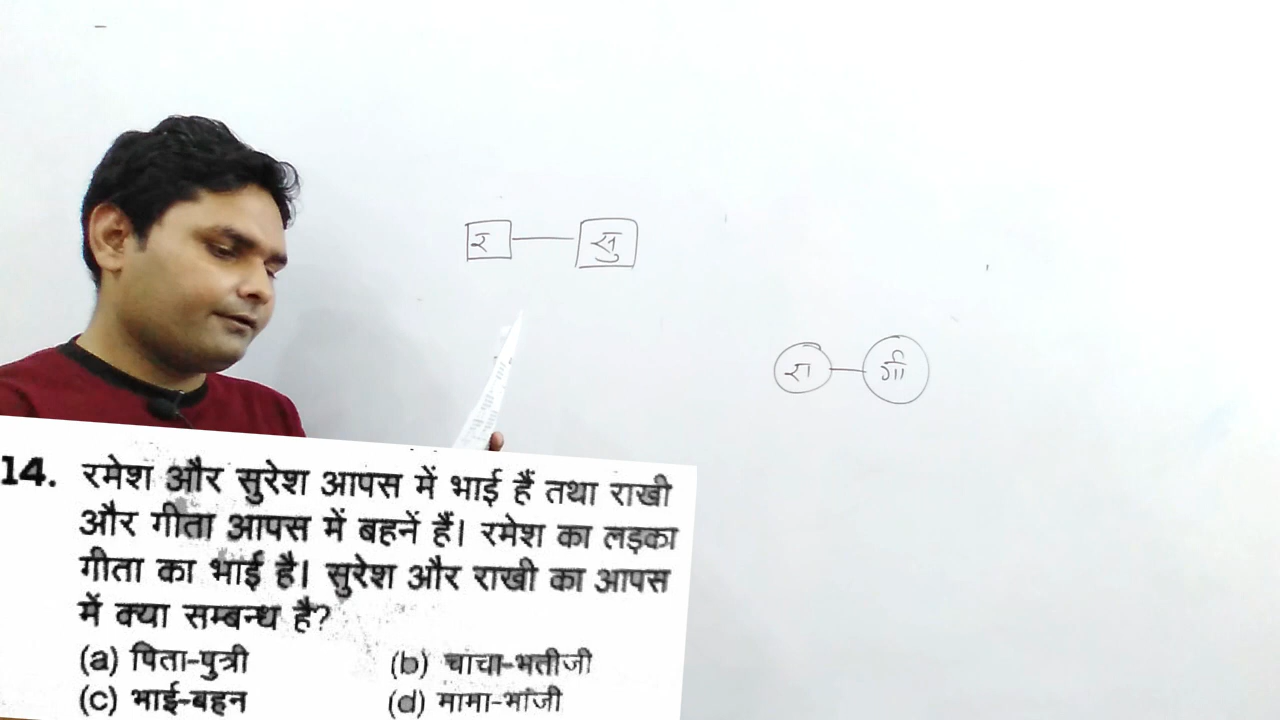 र सु
रा गी
14. रमेश और सुरेश आपस में भाई हैं तथा राखी
और गीता आपस में बहनें हैं। रमेश का लड़का
गीता का भाई है। सुरेश और राखी का आपस
में क्या सम्बन्ध है?
(a) पिता-पुत्री (b) चाचा-भतीजी
(c) भाई-बहन (d) मामा-भांजी